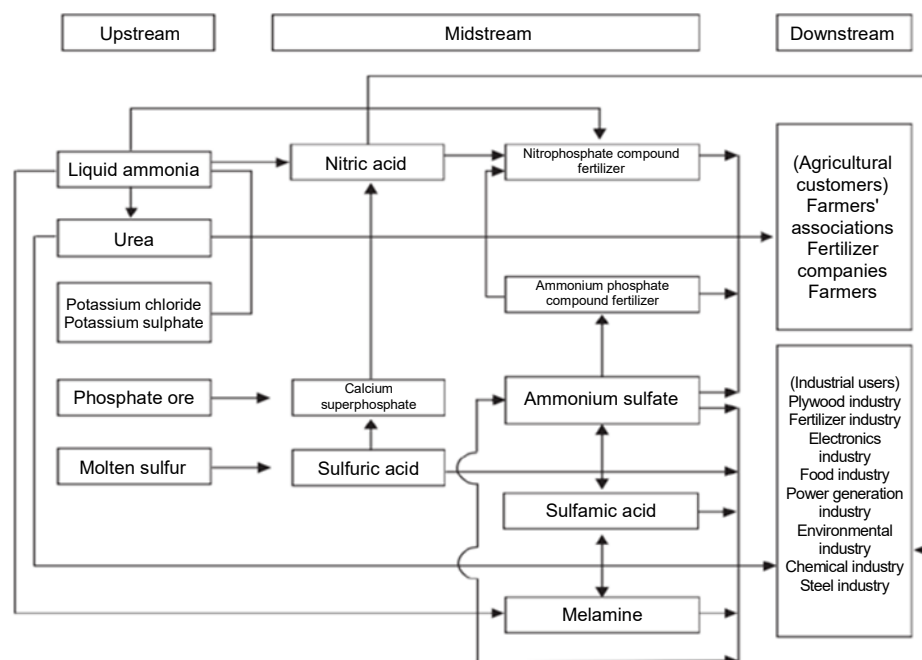 Upstream
Midstream
Downstream
Liquid ammonia
Nitric acid
Nitrophosphate compound
fertilizer
(Agricultural
customers)
Farmers'
associations
Fertilizer
companies
Farmers
Urea
Potassium chloride
Potassium sulphate
Ammonium phosphate
compound fertilizer
Phosphate ore
Calcium
superphosphate
Ammonium sulfate
(Industrial users)
Plywood industry
Fertilizer industry
Electronics
industry
Food industry
Power generation
industry
Environmental
industry
Chemical industry
Steel industry
Molten sulfur
Sulfuric acid
Sulfamic acid
Melamine